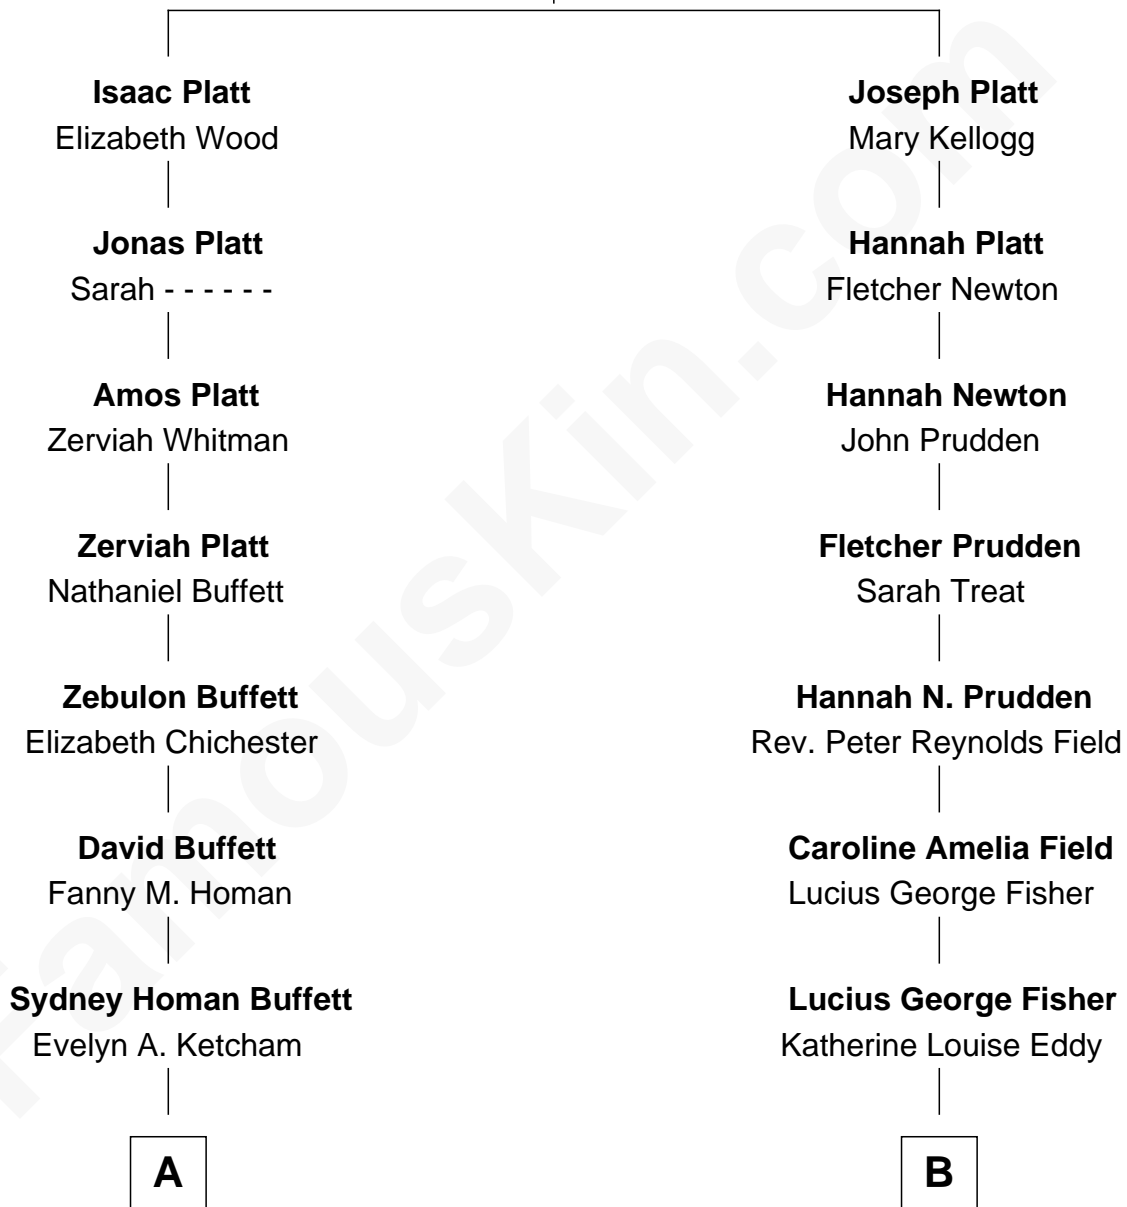 Isaac Platt
Elizabeth Wood
Jonas Platt
Sarah - - - - - -
Amos Platt
Zerviah Whitman
Zerviah Platt
Nathaniel Buffett
Zebulon Buffett
Elizabeth Chichester
David Buffett
Fanny M. Homan
Sydney Homan Buffett
Evelyn A. Ketcham
A
Joseph Platt
Mary Kellogg
Hannah Platt
Fletcher Newton
Hannah Newton
John Prudden
Fletcher Prudden
Sarah Treat
Hannah N. Prudden
Rev. Peter Reynolds Field
Caroline Amelia Field
Lucius George Fisher
Lucius George Fisher
Katherine Louise Eddy
B
FamousKin.com